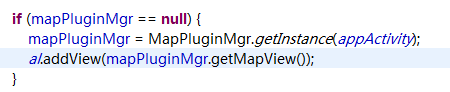 if (mapPluginMgr == null) {
mapPluginMgr = MapPluginMgr.getInstance(appActivity);
al.addView(mapPluginMgr.getMapView());
}